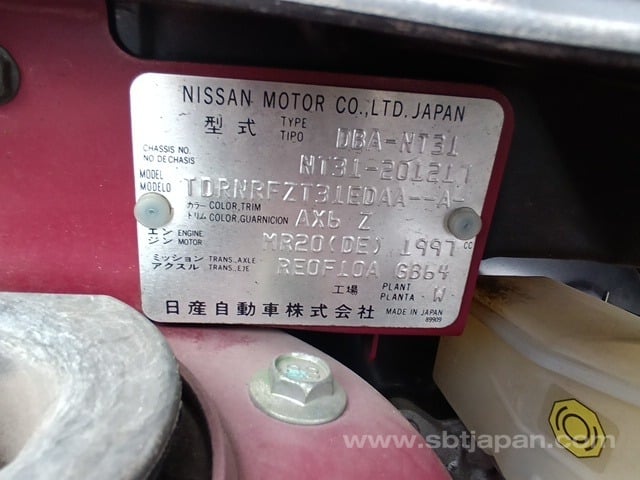 NISSAN MOTOR CO.,LTD. JAPAN
型式 TYPE TIPO DBA-NT31
CHASSIS NO. NO DE CHASIS NT31-201217
MODEL MODELO TDRNRFZT31EDAA--A-
カラー COLOR,TRIM トリム COLOR,GUARNICION AX6 Z
エンジン ENGINE MOTOR MR20(DE) 1997 CC
ミッション TRANS.,AXLE アクスル TRANS.,EJE RE0F10A GB64
工場 PLANT PLANTA W
日産自動車株式会社 MADE IN JAPAN
89909
www.sbtjapan.com